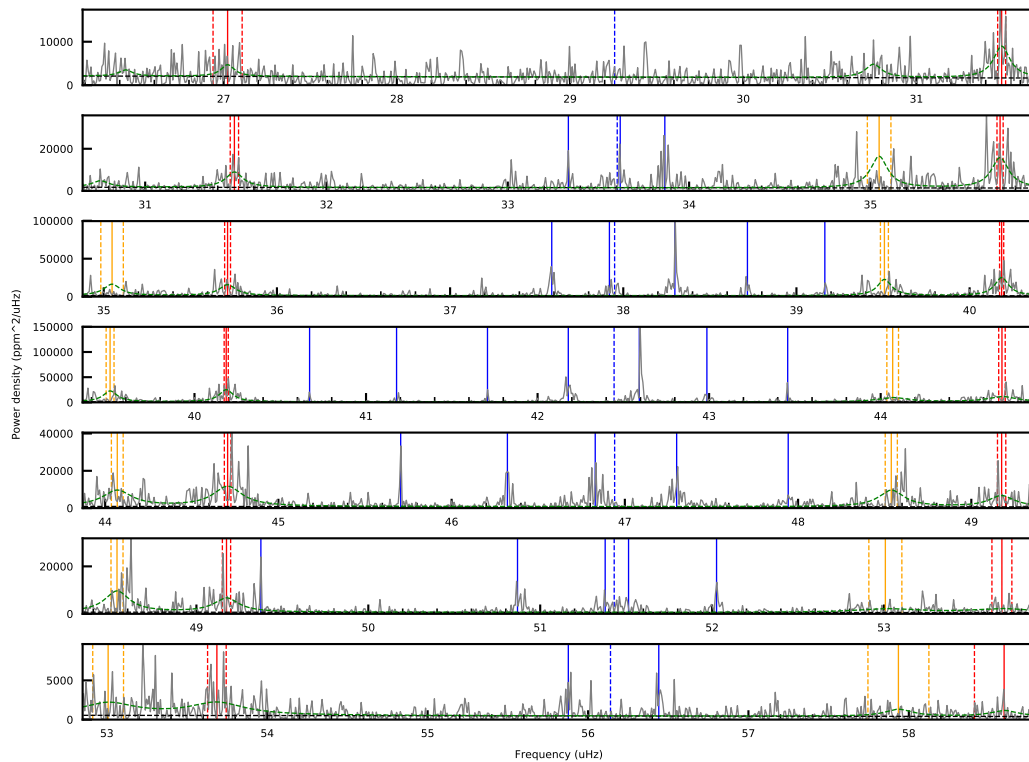 10000
0
27 28 29 30 31
20000
0
31 32 33 34 35
100000
50000
0
35 36 37 38 39 40
150000
100000
50000
0
40 41 42 43 44
40000
20000
0
44 45 46 47 48 49
20000
0
49 50 51 52 53
5000
0
53 54 55 56 57 58
Power density (ppm^2/uHz)
Frequency (uHz)